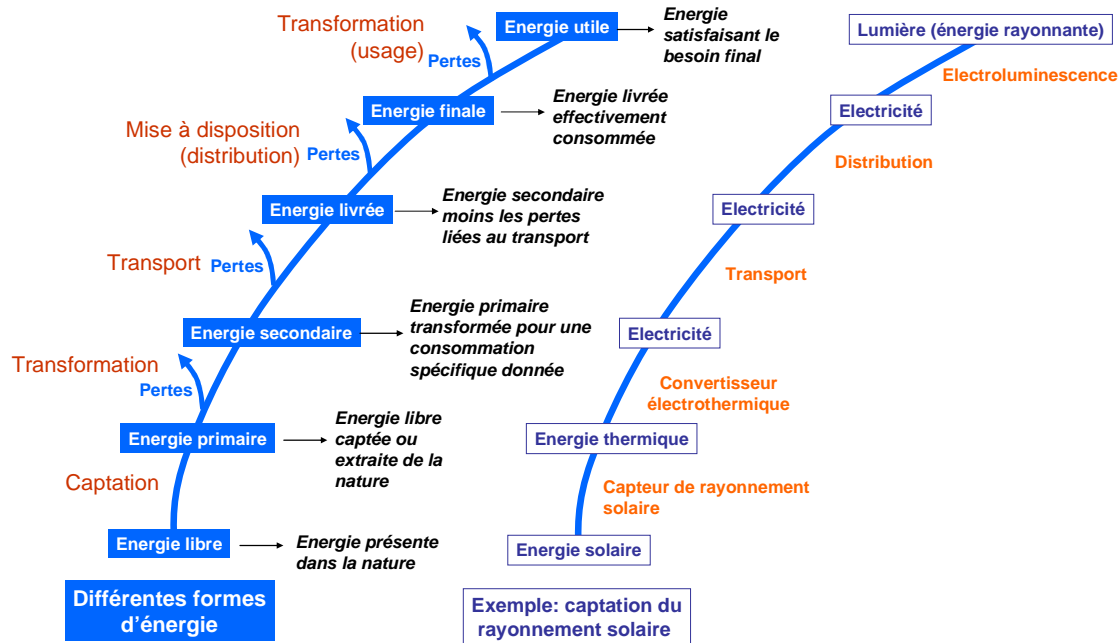 Transformation
(usage)
Energie utile
Energie
satisfaisant le
besoin final
Pertes
Energie finale
Energie livrée
effectivement
consommée
Mise à disposition
(distribution)
Pertes
Energie livrée
Energie secondaire
moins les pertes
liées au transport
Transport
Pertes
Energie secondaire
Energie primaire
transformée pour une
consommation
spécifique donnée
Transformation
Pertes
Energie primaire
Energie libre
captée ou
extraite de la
nature
Captation
Energie libre
Energie présente
dans la nature
Différentes formes
d'énergie
Lumière (énergie rayonnante)
Electroluminescence
Electricité
Distribution
Electricité
Transport
Electricité
Convertisseur
électrothermique
Energie thermique
Capteur de rayonnement
solaire
Energie solaire
Exemple: captation du
rayonnement solaire